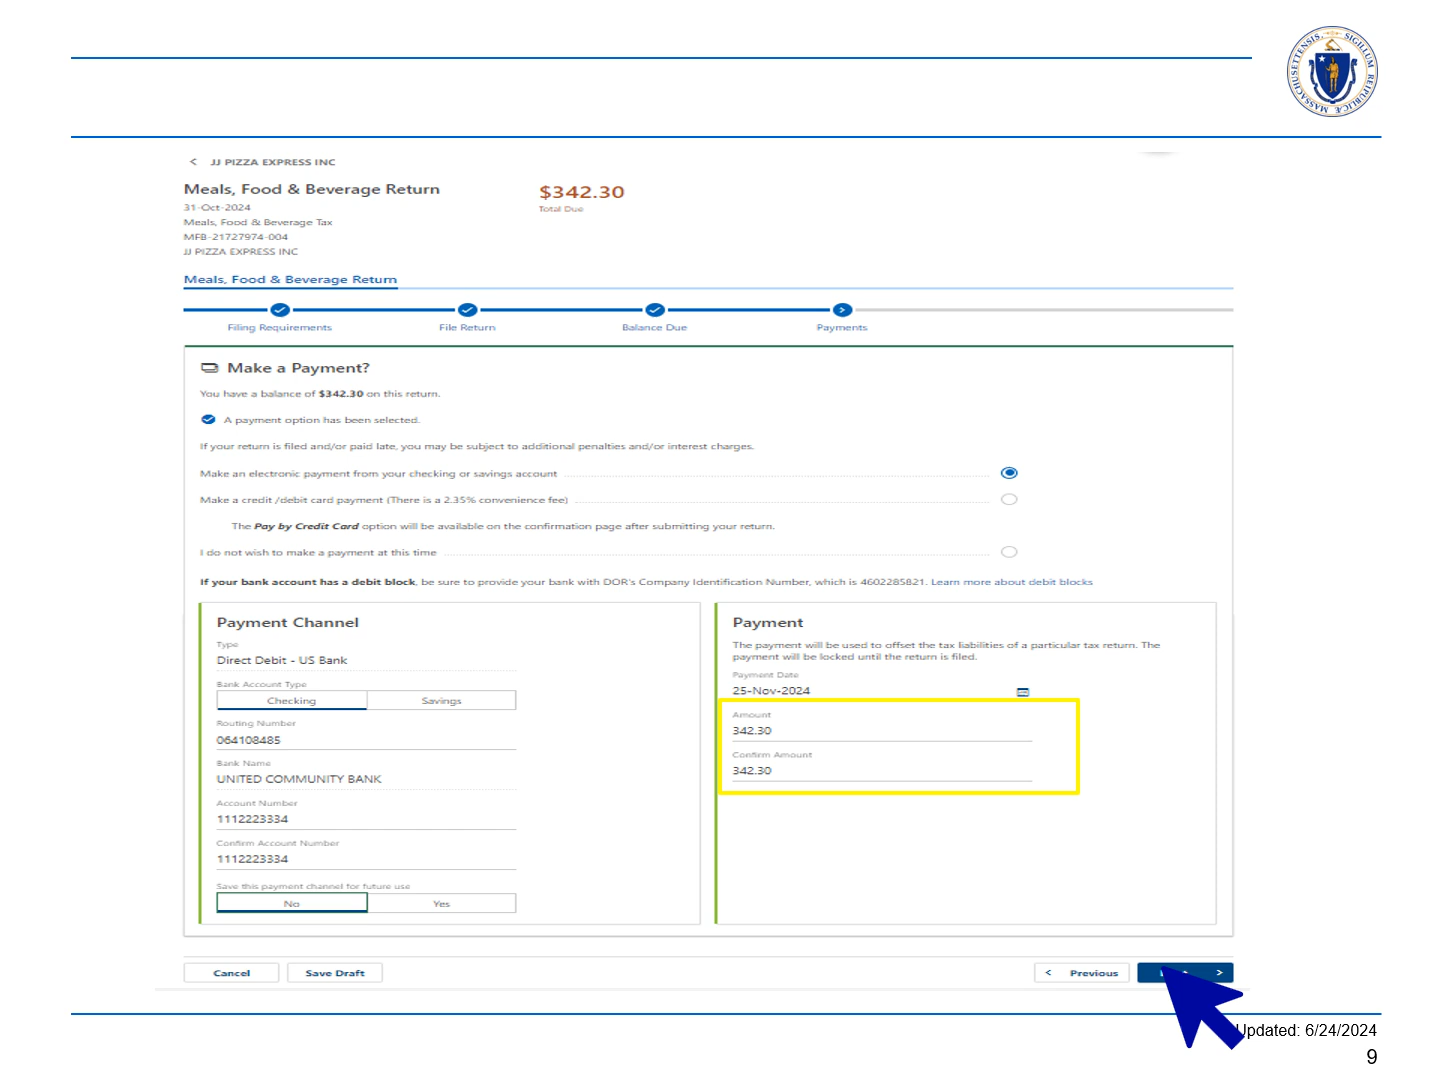 SIGILLUM REIPUBLICÆ MASSACHUSETTENSIS
< JJ PIZZA EXPRESS INC
Meals, Food & Beverage Return
$342.30
31-Oct-2024
Total Due
Meals, Food & Beverage Tax
MFB-21727974-004
JJ PIZZA EXPRESS INC
Meals, Food & Beverage Return
Filing Requirements File Return Balance Due Payments
Make a Payment?
You have a balance of $342.30 on this return.
A payment option has been selected.
If your return is filed and/or paid late, you may be subject to additional penalties and/or interest charges.
Make an electronic payment from your checking or savings account
Make a credit /debit card payment (There is a 2.35% convenience fee)
The Pay by Credit Card option will be available on the confirmation page after submitting your return.
I do not wish to make a payment at this time
If your bank account has a debit block, be sure to provide your bank with DOR's Company Identification Number, which is 4602285821. Learn more about debit blocks
Payment Channel
Type
Direct Debit - US Bank
Bank Account Type
Checking Savings
Routing Number
064108485
Bank Name
UNITED COMMUNITY BANK
Account Number
1112223334
Confirm Account Number
1112223334
Save this payment channel for future use
No Yes
Payment
The payment will be used to offset the tax liabilities of a particular tax return. The
payment will be locked until the return is filed.
Payment Date
25-Nov-2024
Amount
342.30
Confirm Amount
342.30
Cancel Save Draft < Previous >
Updated: 6/24/2024
9